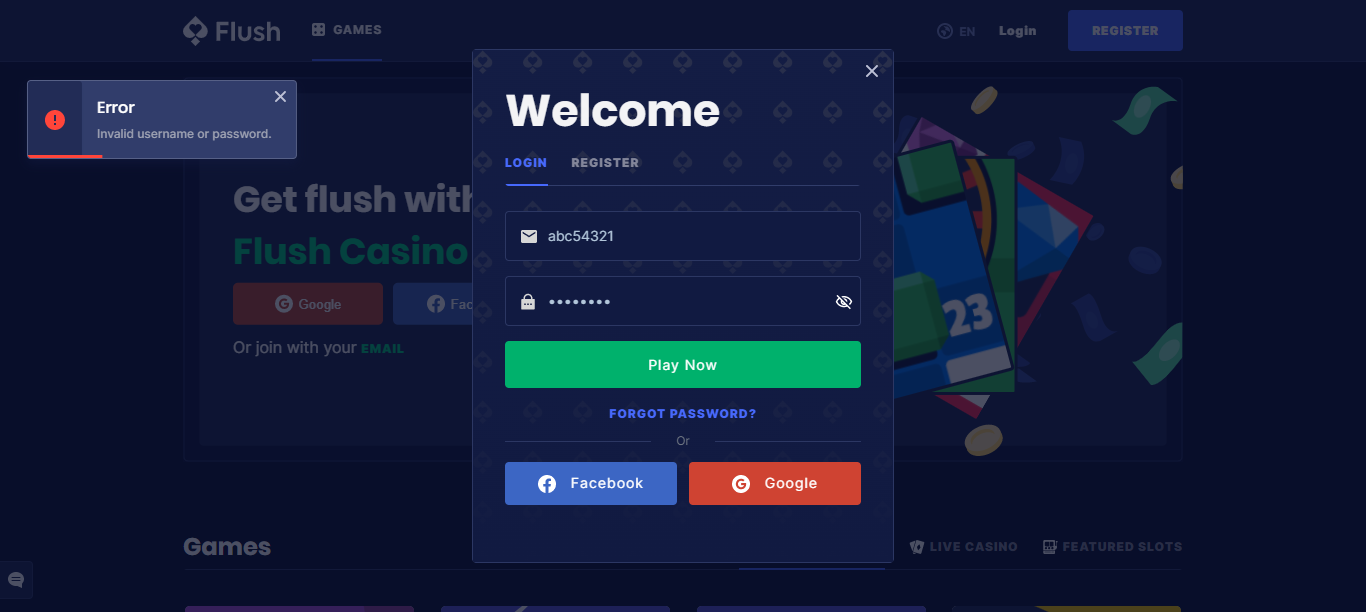 Flush
GAMES
EN
Login
REGISTER
Error
Invalid username or password.
Welcome
LOGIN
REGISTER
abc54321
••••••••
Play Now
FORGOT PASSWORD?
Or
Facebook
Google
Get flush with
Flush Casino
Google
Fac
Or join with your EMAIL
23
Games
LIVE CASINO
FEATURED SLOTS